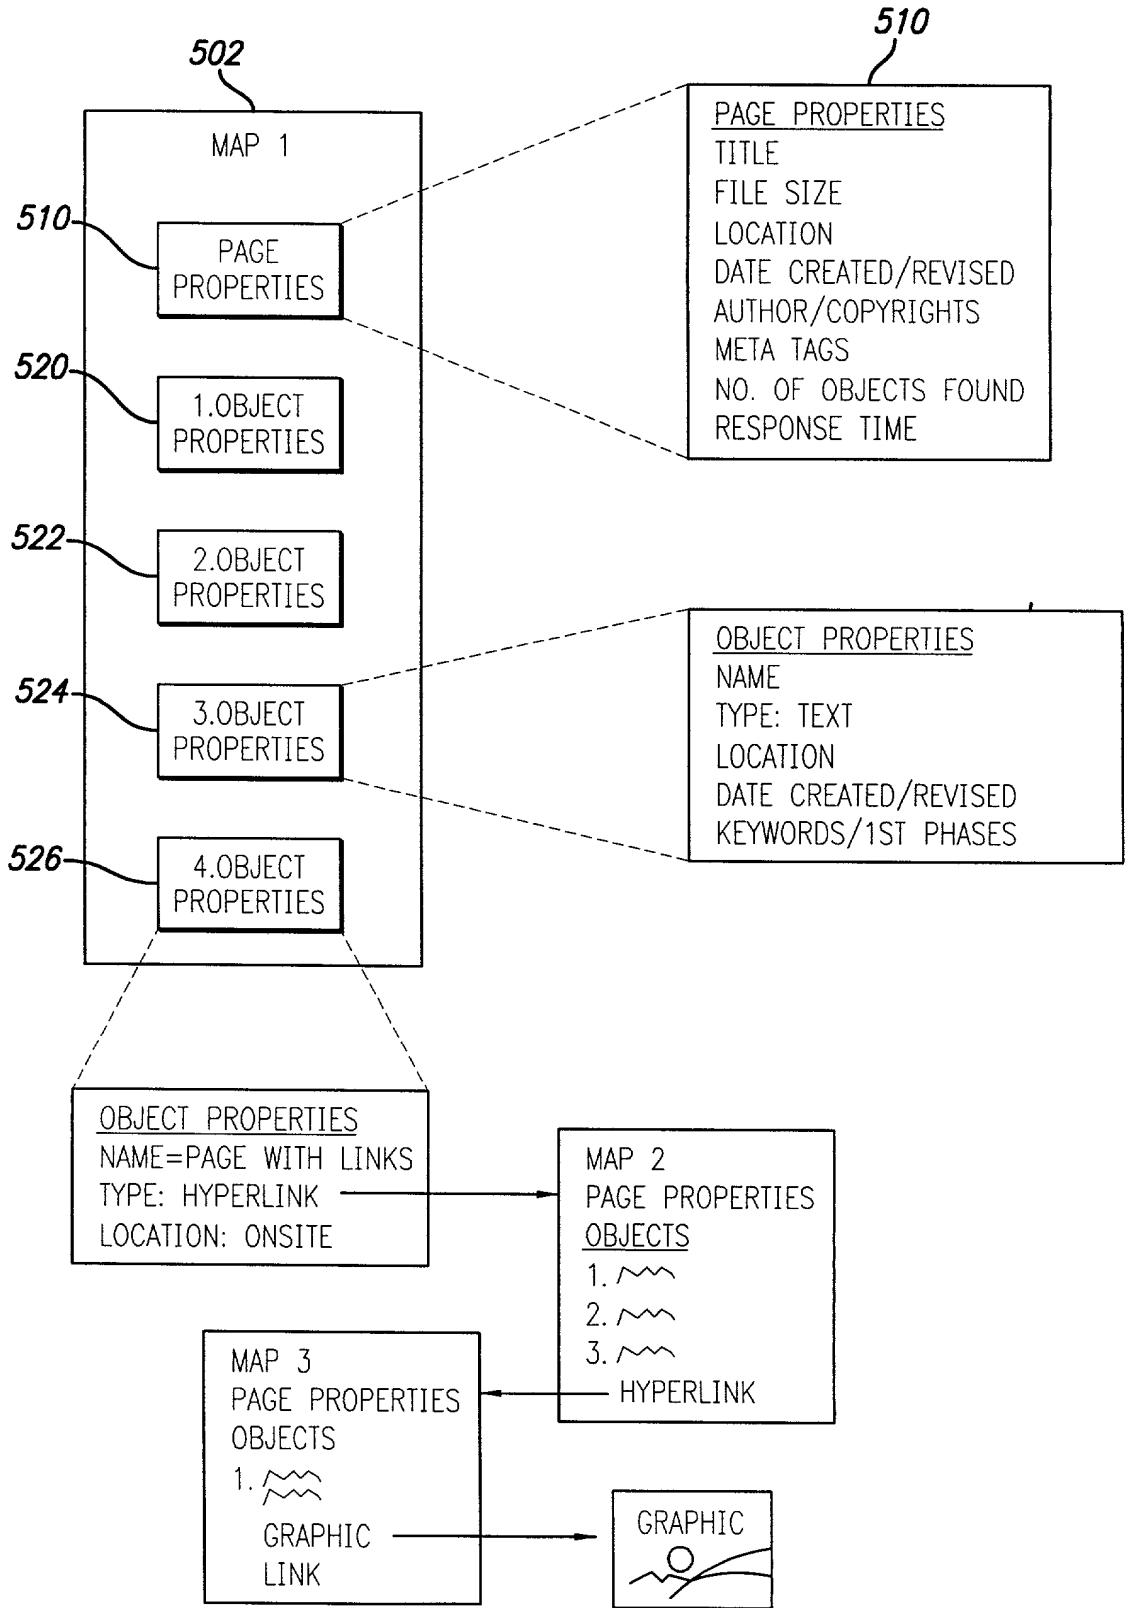 502
MAP 1
510
PAGE
PROPERTIES
520
1.OBJECT
PROPERTIES
522
2.OBJECT
PROPERTIES
524
3.OBJECT
PROPERTIES
526
4.OBJECT
PROPERTIES
510
PAGE PROPERTIES
TITLE
FILE SIZE
LOCATION
DATE CREATED/REVISED
AUTHOR/COPYRIGHTS
META TAGS
NO. OF OBJECTS FOUND
RESPONSE TIME
OBJECT PROPERTIES
NAME
TYPE: TEXT
LOCATION
DATE CREATED/REVISED
KEYWORDS/1ST PHASES
OBJECT PROPERTIES
NAME=PAGE WITH LINKS
TYPE: HYPERLINK
LOCATION: ONSITE
MAP 2
PAGE PROPERTIES
OBJECTS
1.
2.
3.
HYPERLINK
MAP 3
PAGE PROPERTIES
OBJECTS
1.
GRAPHIC
LINK
GRAPHIC